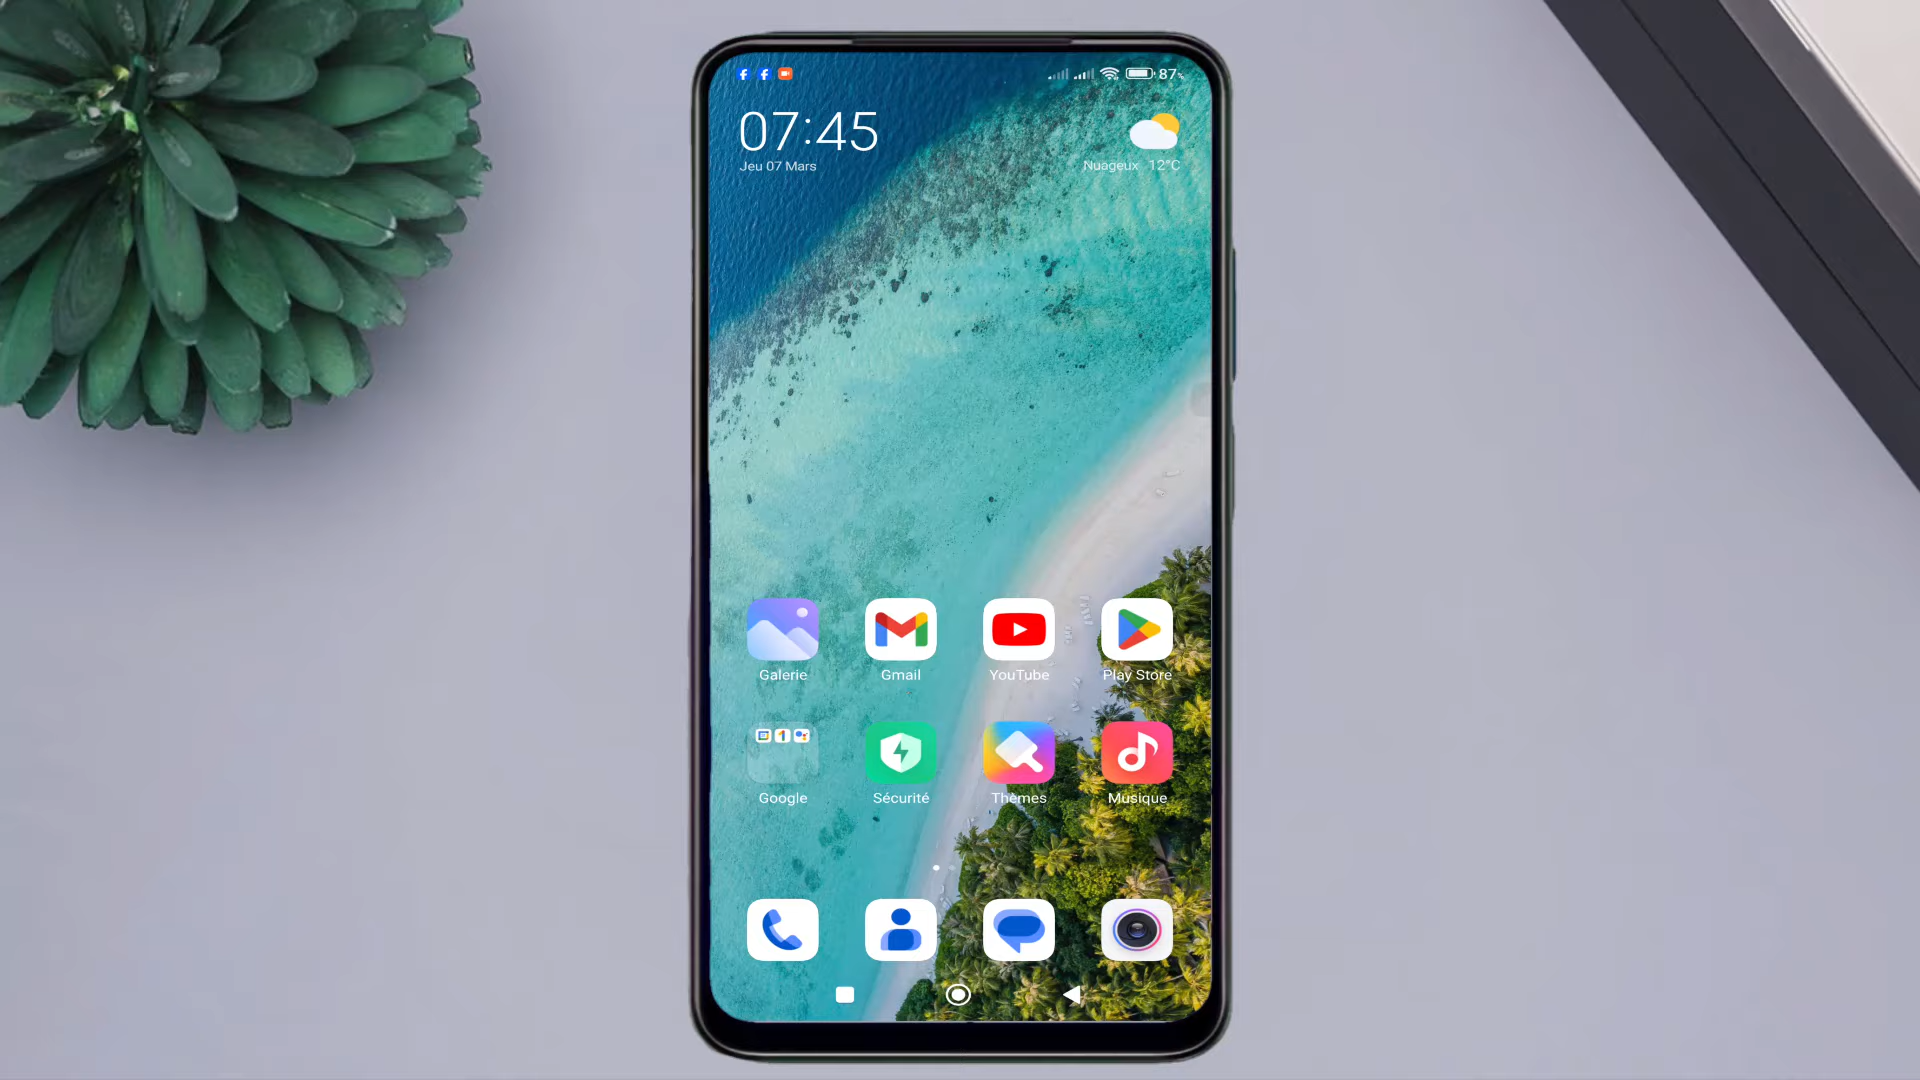 87%
07:45
Jeu 07 Mars
Nuageux 12°C
Galerie
Gmail
YouTube
Play Store
Google
Sécurité
Thèmes
Musique